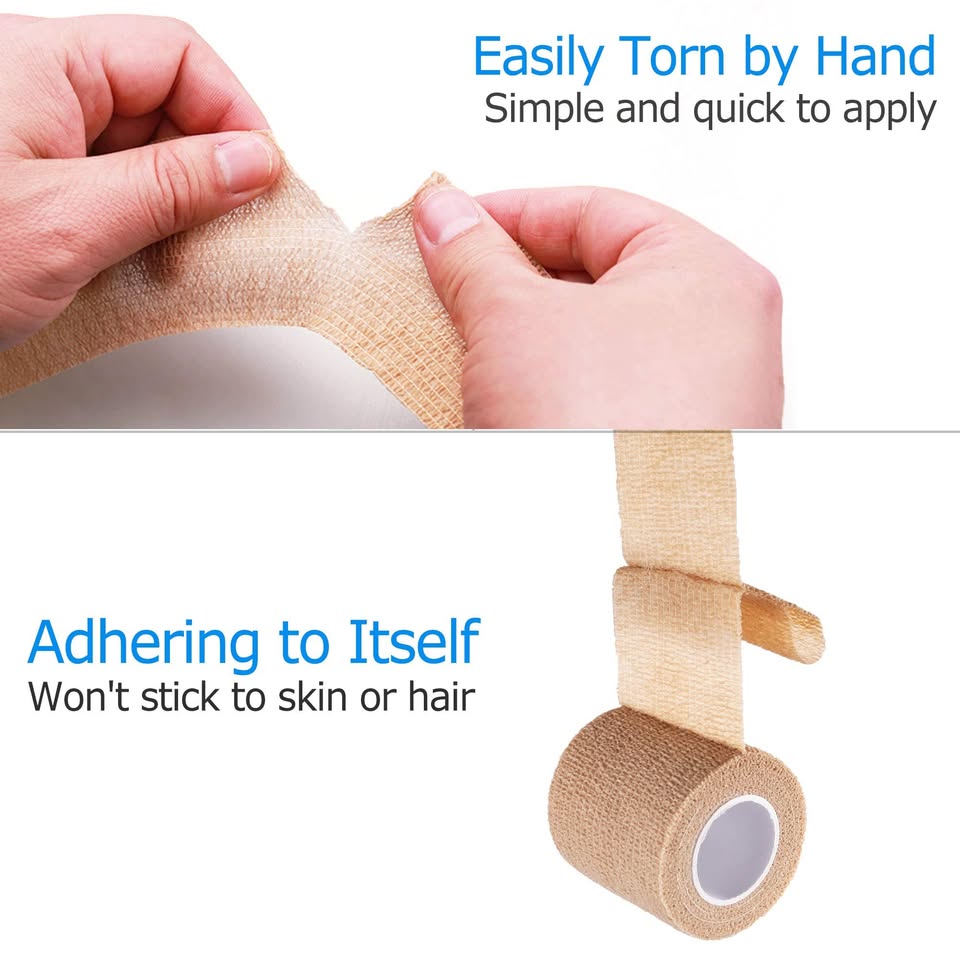 Easily Torn by Hand
Simple and quick to apply
Adhering to Itself
Won't stick to skin or hair